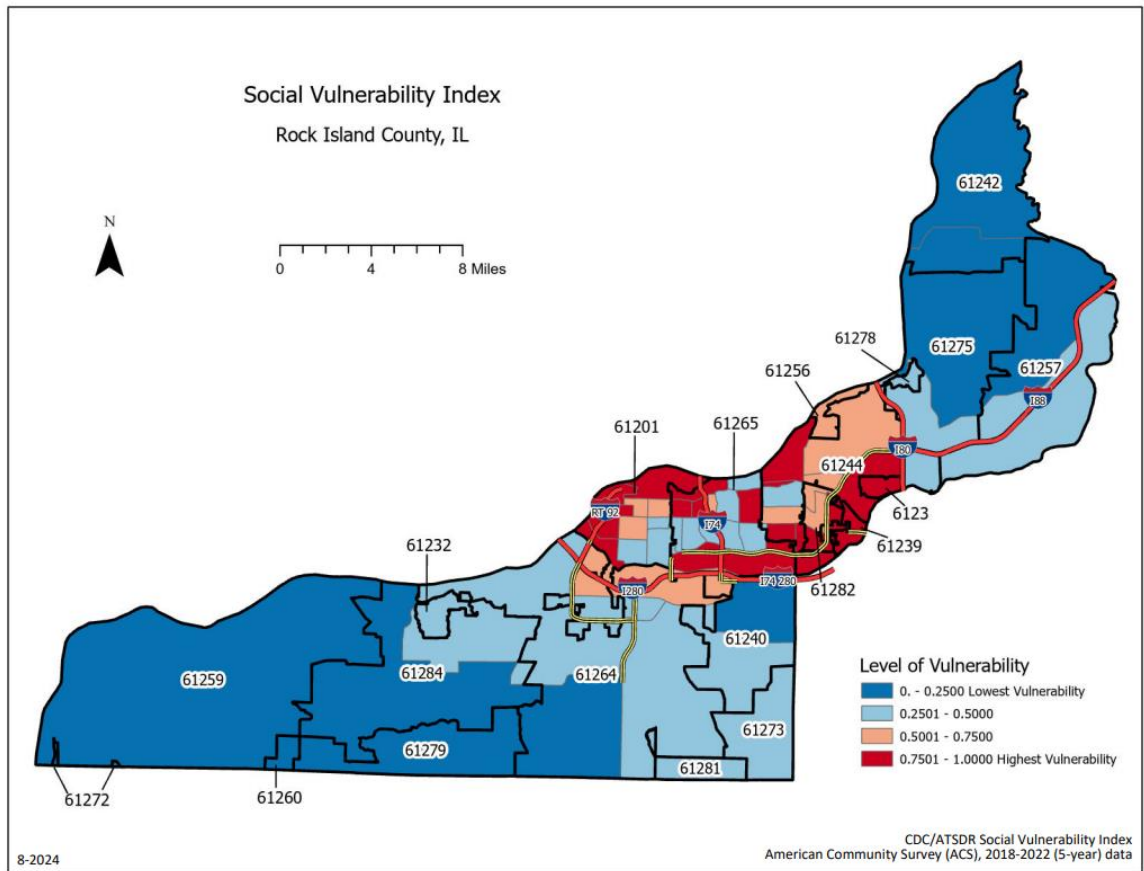 Social Vulnerability Index
Rock Island County, IL
N
0 4 8 Miles
61242
61278
61275
61256
61257
I88
61201
61265
I80
61244
RT 92
I74
6123
61239
61232
I280
I74 280
61282
61240
61259
61284
61264
61273
61279
61281
61272
61260
Level of Vulnerability
0. - 0.2500 Lowest Vulnerability
0.2501 - 0.5000
0.5001 - 0.7500
0.7501 - 1.0000 Highest Vulnerability
8-2024
CDC/ATSDR Social Vulnerability Index
American Community Survey (ACS), 2018-2022 (5-year) data